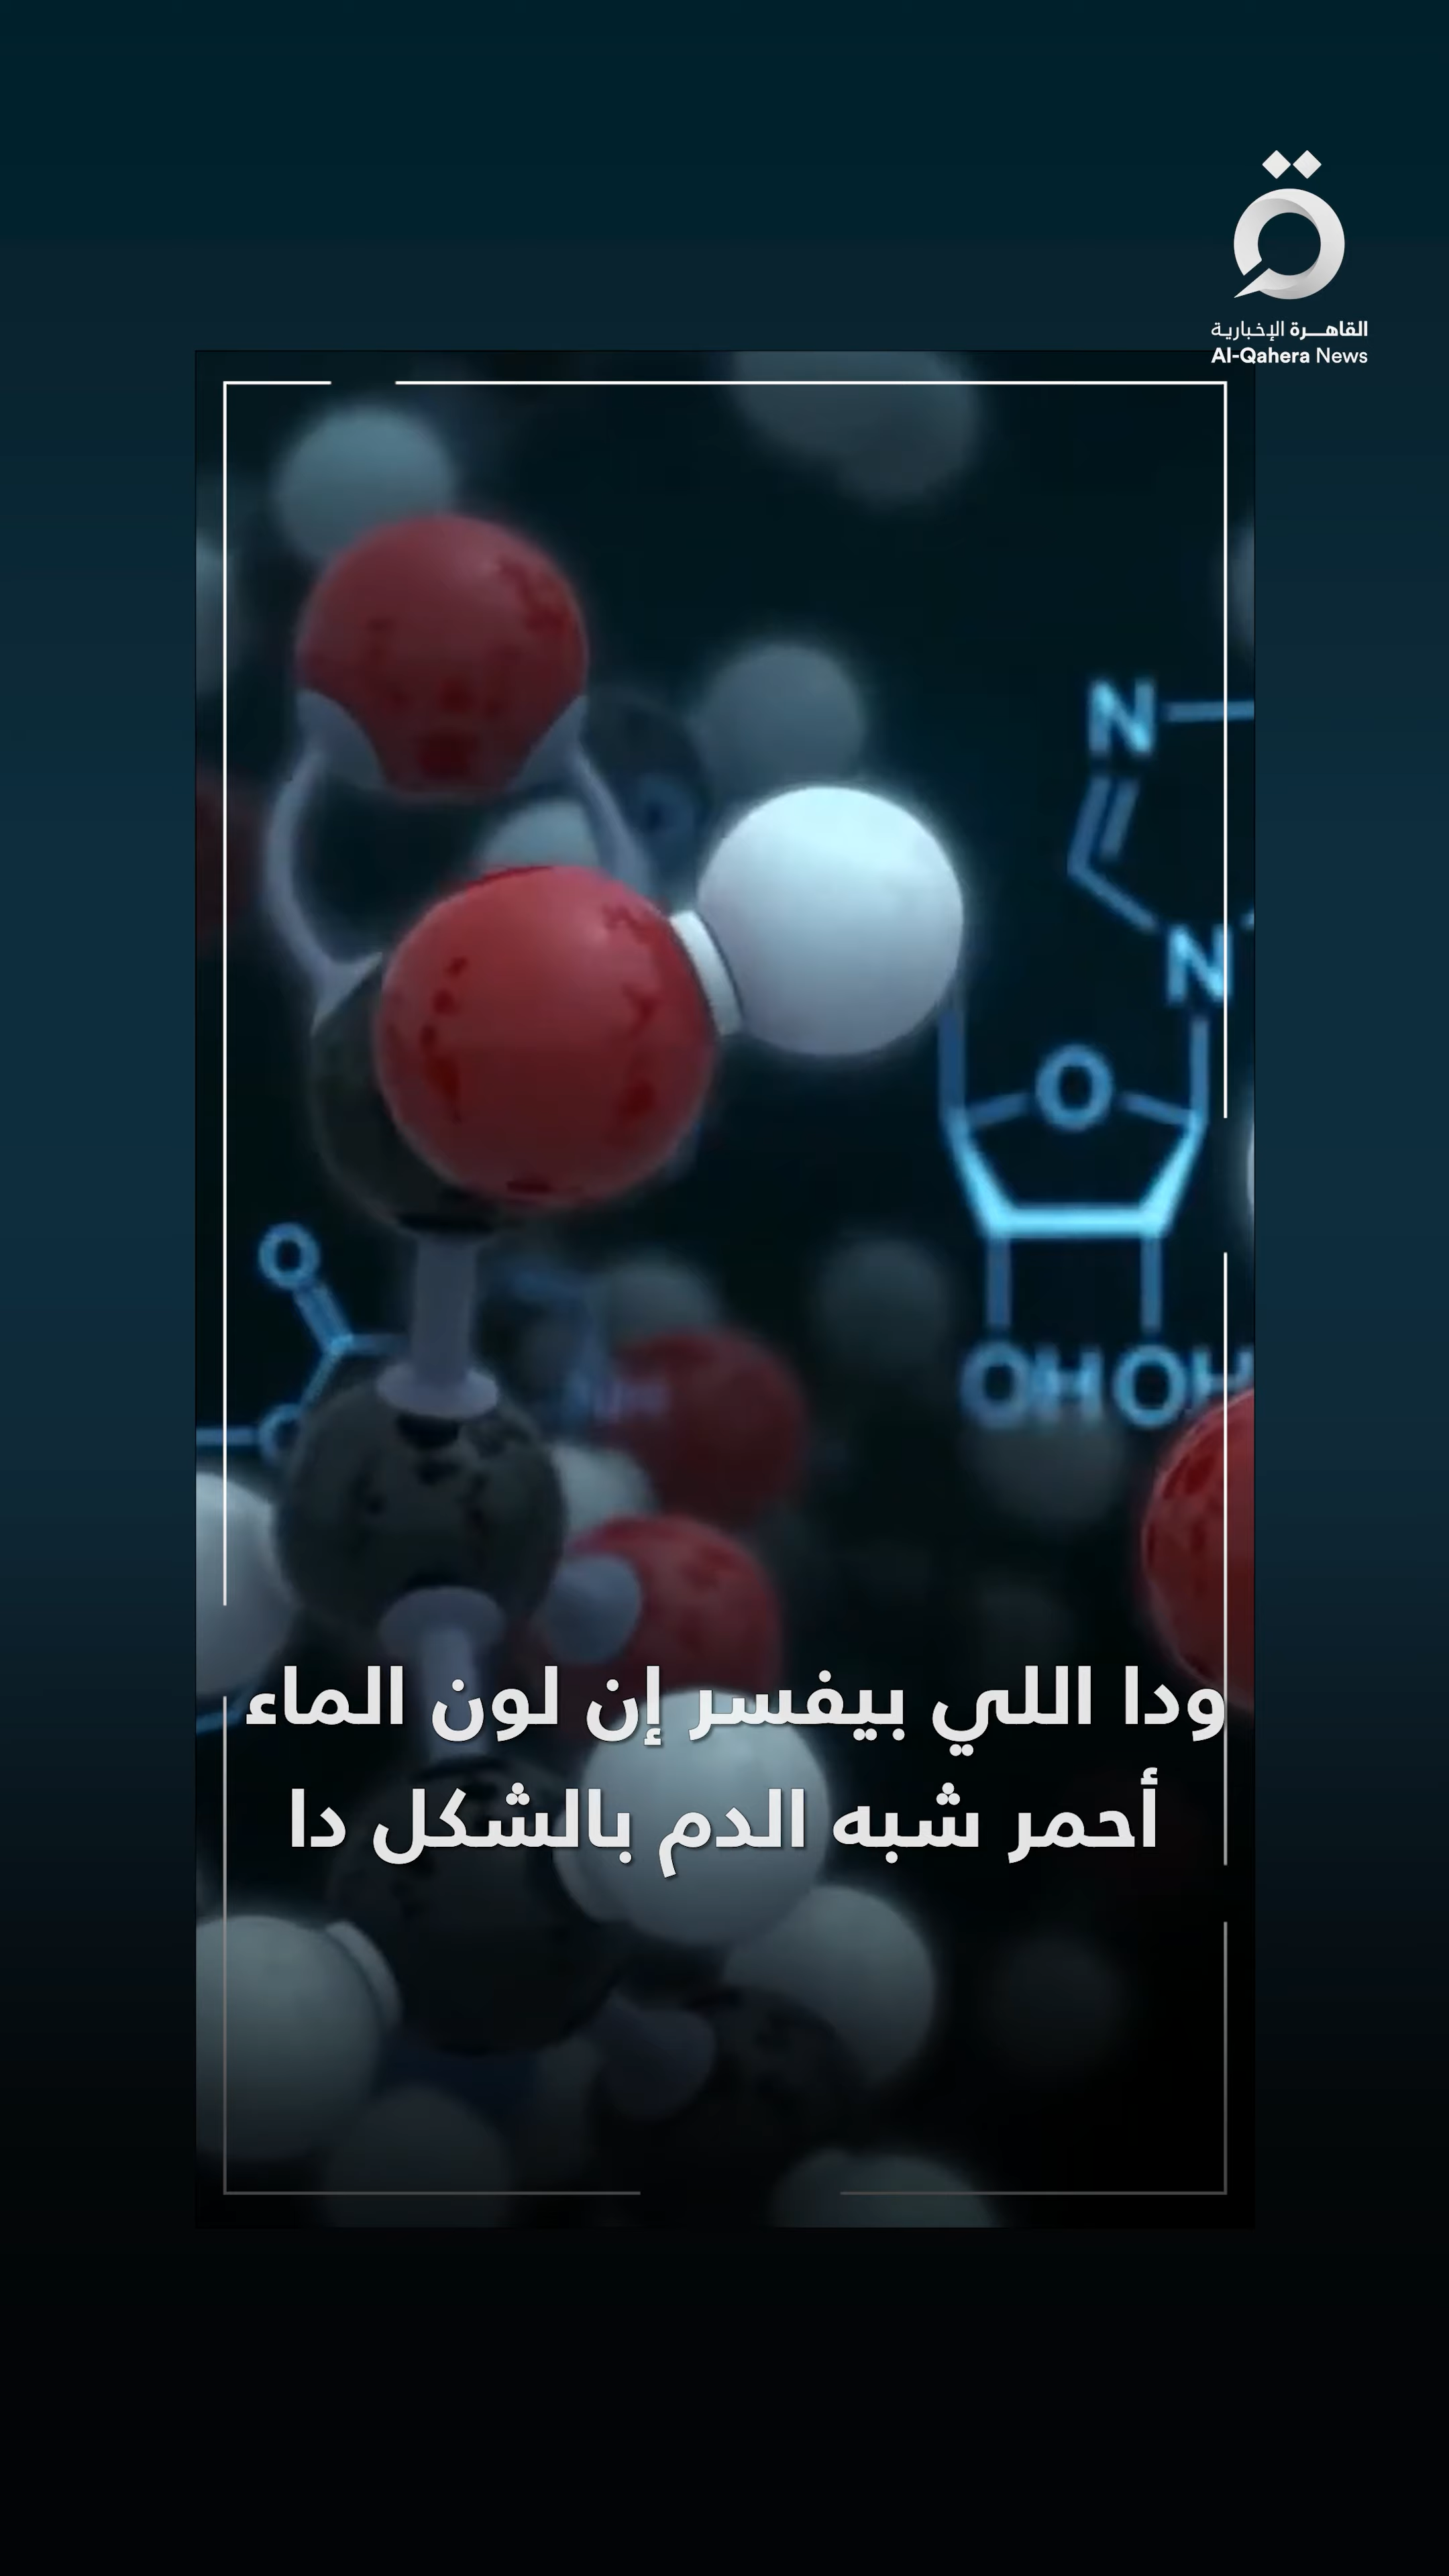 القاهـــرة الإخبارية
Al-Qahera News
N
N
O
O
OH OH
ودا اللي بيفسر إن لون الماء
أحمر شبه الدم بالشكل دا